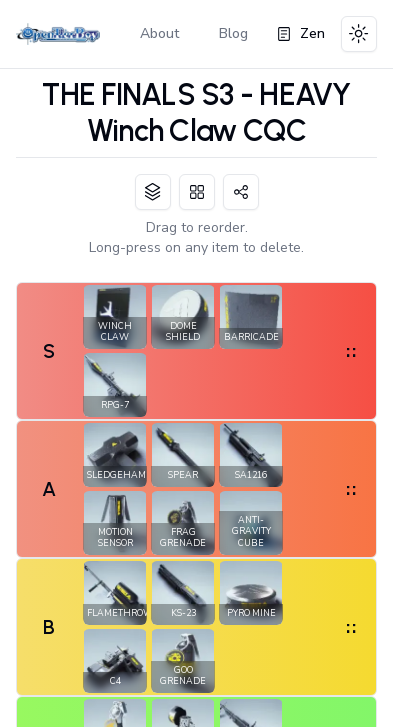 OpenTierBoy
About
Blog
Zen
THE FINALS S3 - HEAVY
Winch Claw CQC
Drag to reorder.
Long-press on any item to delete.
S
WINCH
CLAW
DOME
SHIELD
BARRICADE
RPG-7
A
SLEDGEHAM
SPEAR
SA1216
MOTION
SENSOR
FRAG
GRENADE
ANTI-
GRAVITY
CUBE
B
FLAMETHROW
KS-23
PYRO MINE
C4
GOO
GRENADE